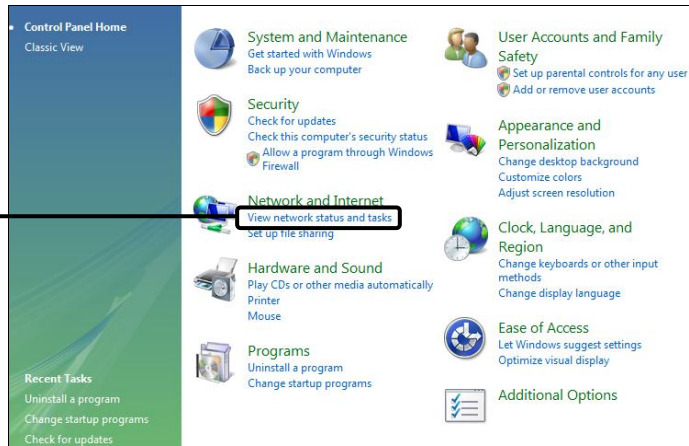 Control Panel Home
Classic View
System and Maintenance
Get started with Windows
Back up your computer
Security
Check for updates
Check this computer's security status
Allow a program through Windows
Firewall
Network and Internet
View network status and tasks
Set up file sharing
Hardware and Sound
Play CDs or other media automatically
Printer
Mouse
Programs
Uninstall a program
Change startup programs
User Accounts and Family
Safety
Set up parental controls for any user
Add or remove user accounts
Appearance and
Personalization
Change desktop background
Customize colors
Adjust screen resolution
Clock, Language, and
Region
Change keyboards or other input
methods
Change display language
Ease of Access
Let Windows suggest settings
Optimize visual display
Additional Options
Recent Tasks
Uninstall a program
Change startup programs
Check for updates